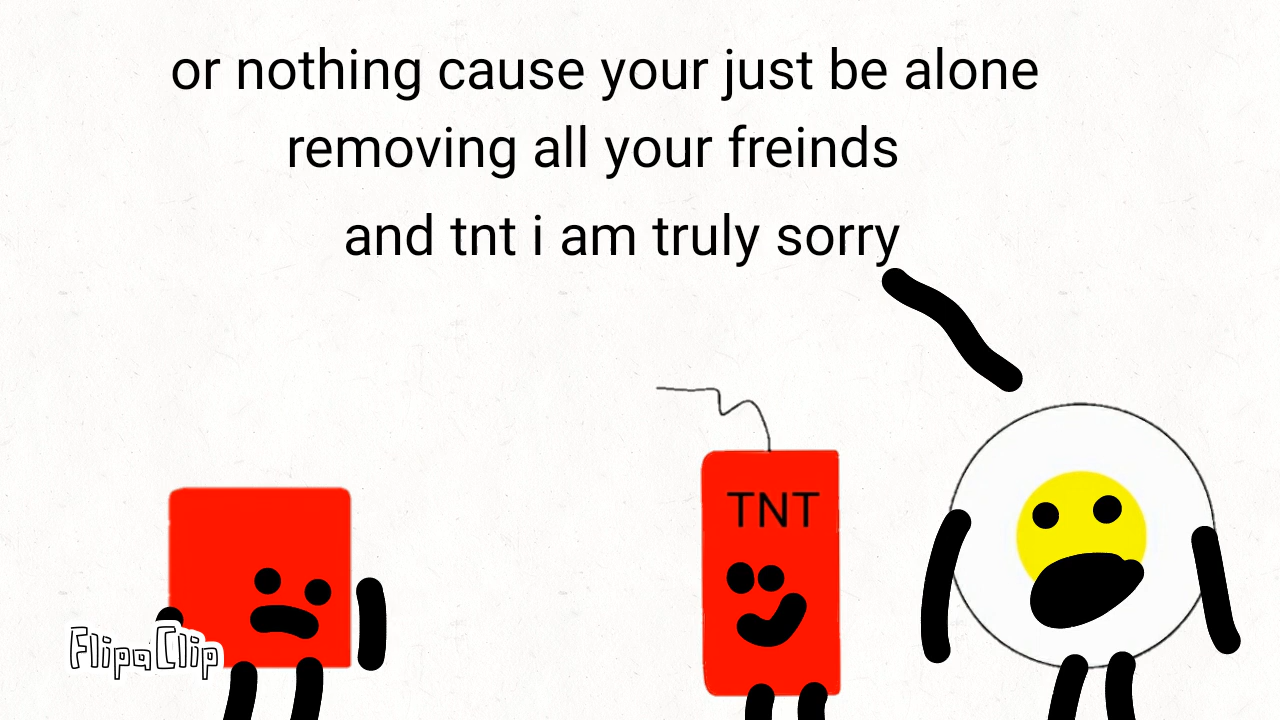 or nothing cause your just be alone
removing all your freinds
and tnt i am truly sorry
TNT
FlipaClip